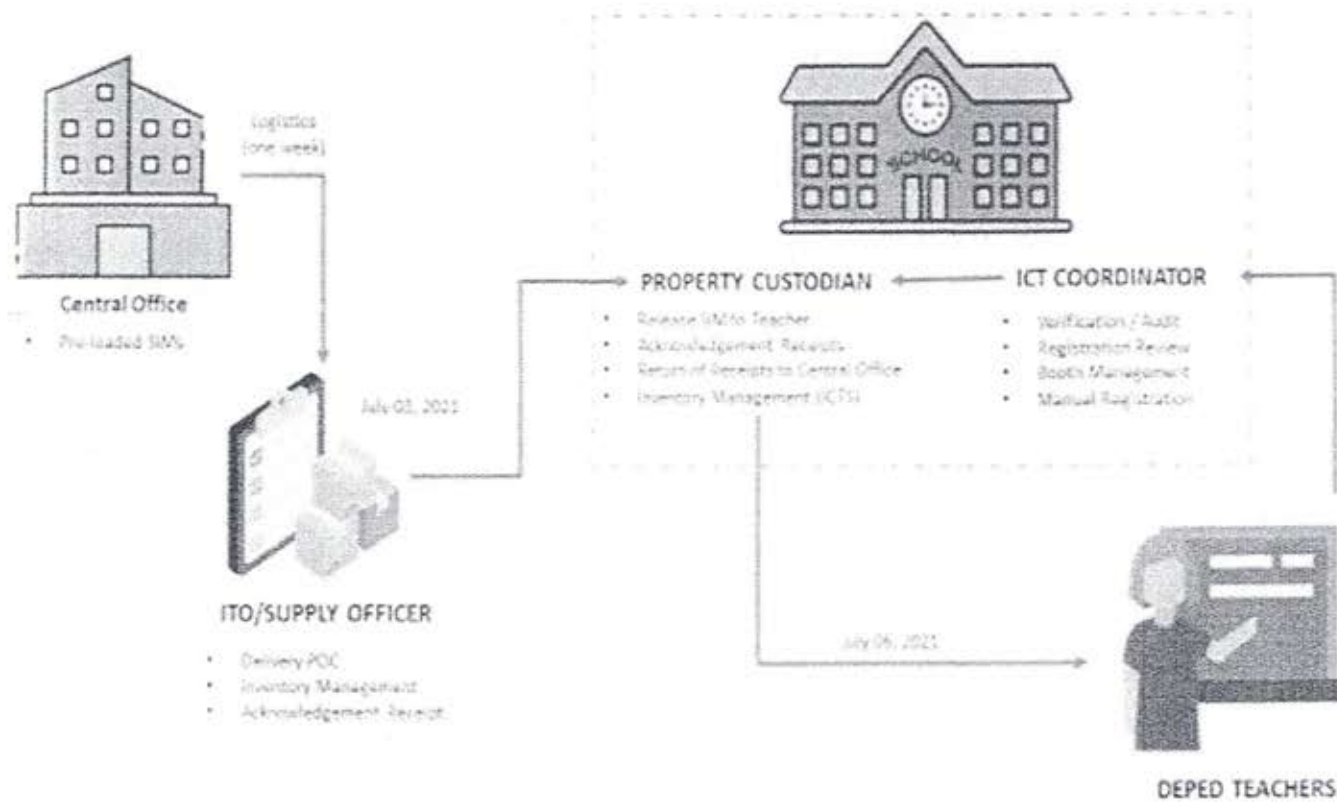 Logistics
(one week)
SCHOOL
Central Office
• Pre-loaded SIMs
PROPERTY CUSTODIAN
• Release SIM to Teacher
• Acknowledgement Receipts
• Return of Receipts to Central Office
• Inventory Management (ICTS)
ICT COORDINATOR
• Verification / Audit
• Registration Review
• Booth Management
• Manual Registration
July 03, 2021
ITO/SUPPLY OFFICER
• Delivery POC
• Inventory Management
• Acknowledgement Receipt
July 06, 2021
DEPED TEACHERS